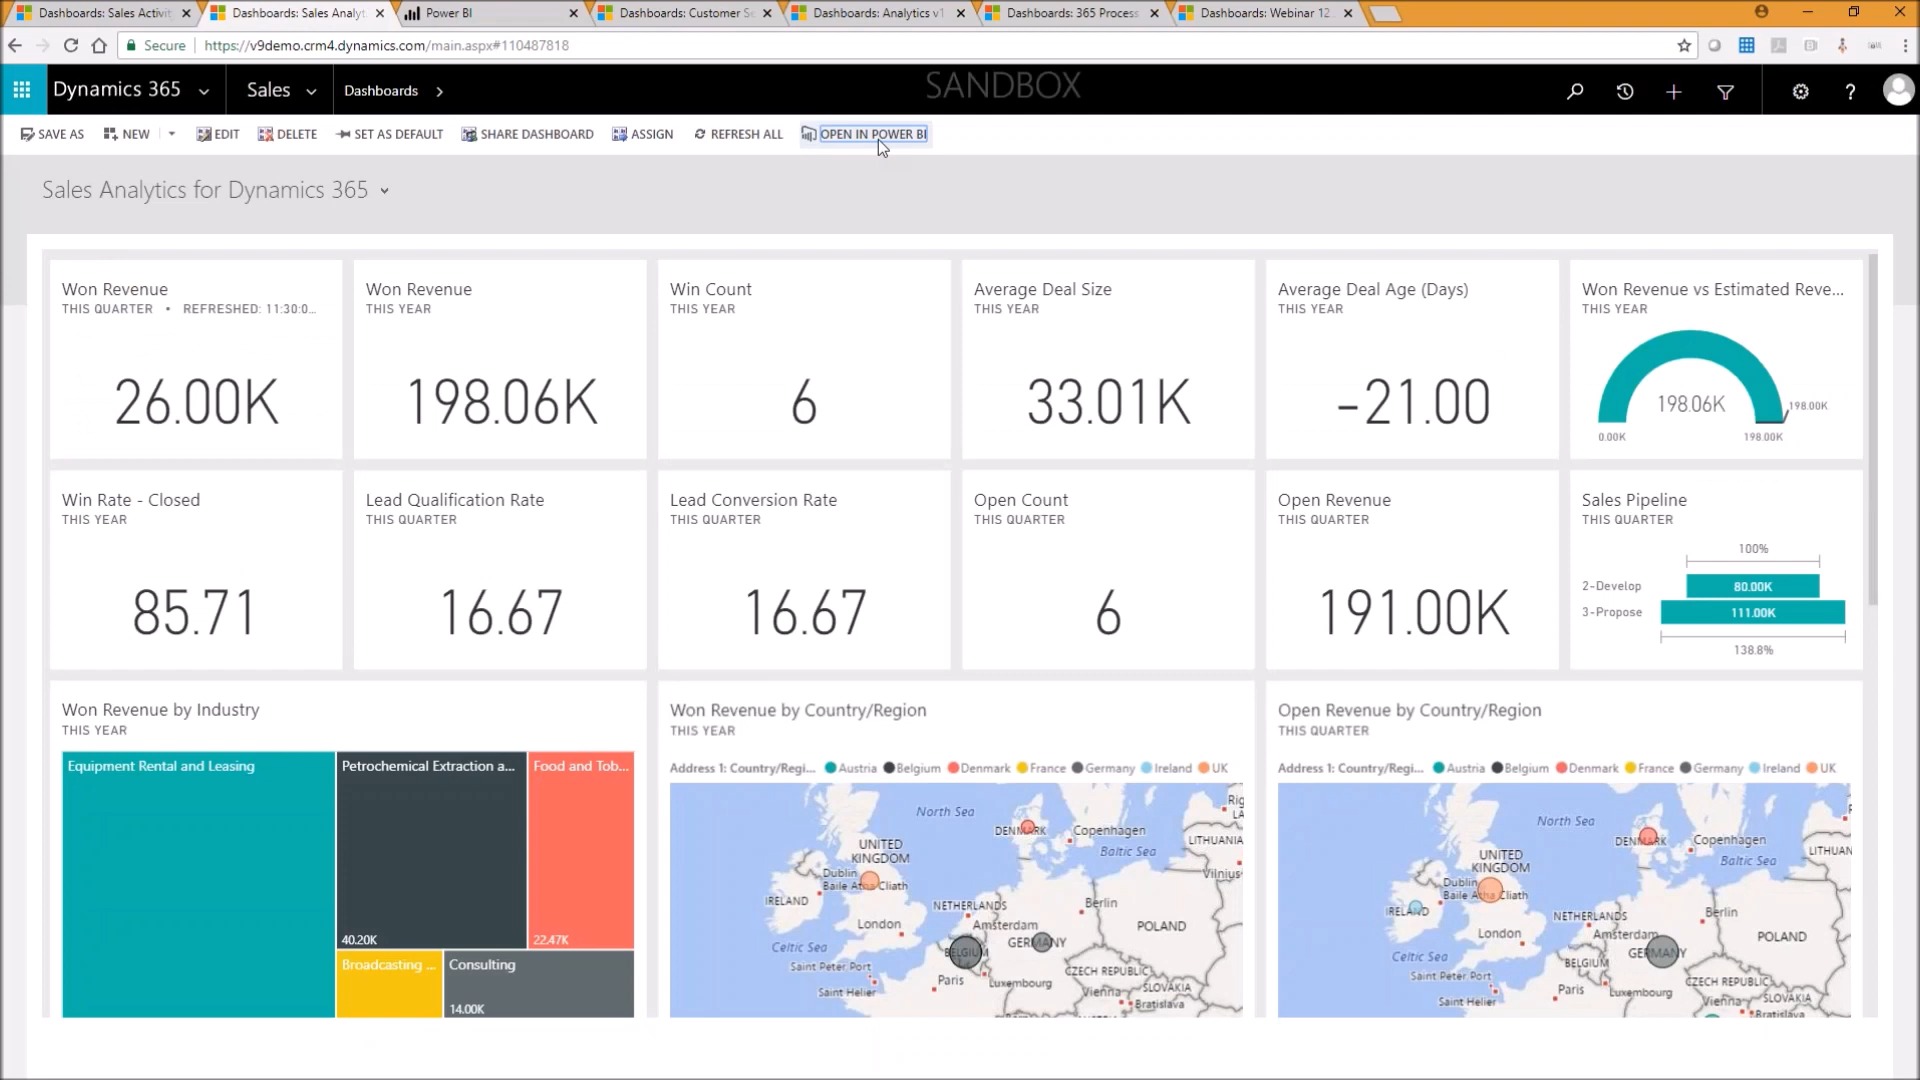 Dashboards: Sales Activit
Dashboards: Sales Analyt
Power BI
Dashboards: Customer Se
Dashboards: Analytics v1
Dashboards: 365 Process
Dashboards: Webinar 12
Secure
https://v9demo.crm4.dynamics.com/main.aspx#110487818
Dynamics 365
Sales
Dashboards
SANDBOX
SAVE AS
NEW
EDIT
DELETE
SET AS DEFAULT
SHARE DASHBOARD
ASSIGN
REFRESH ALL
OPEN IN POWER BI
Sales Analytics for Dynamics 365
Won Revenue
THIS QUARTER • REFRESHED: 11:30:0...
26.00K
Won Revenue
THIS YEAR
198.06K
Win Count
THIS YEAR
6
Average Deal Size
THIS YEAR
33.01K
Average Deal Age (Days)
THIS YEAR
-21.00
Won Revenue vs Estimated Reve...
THIS YEAR
198.06K
198.00K
0.00K
198.00K
Win Rate - Closed
THIS YEAR
85.71
Lead Qualification Rate
THIS QUARTER
16.67
Lead Conversion Rate
THIS QUARTER
16.67
Open Count
THIS QUARTER
6
Open Revenue
THIS QUARTER
191.00K
Sales Pipeline
THIS QUARTER
100%
2-Develop
80.00K
3-Propose
111.00K
138.8%
Won Revenue by Industry
THIS YEAR
Equipment Rental and Leasing
Petrochemical Extraction a...
40.20K
Food and Tob...
22.47K
Broadcasting ...
Consulting
14.00K
Won Revenue by Country/Region
THIS YEAR
Address 1: Country/Regi... Austria Belgium Denmark France Germany Ireland UK
North Sea
DENMARK
Copenhagen
Baltic Sea
LITHUANIA
Vilnius
UNITED
KINGDOM
Dublin
Baile Átha Cliath
IRELAND
London
NETHERLANDS
Amsterdam
Berlin
POLAND
Celtic Sea
BELGIUM
GERMANY
Saint Peter Port
Paris
Luxembourg
CZECH REPUBLIC
Saint Helier
Vienna
SLOVAKIA
Bratislava
Open Revenue by Country/Region
THIS QUARTER
Address 1: Country/Regi... Austria Belgium Denmark France Germany Ireland UK
North Sea
DENMARK
Copenhagen
Baltic Sea
LITHUAN
UNITED
KINGDOM
Dublin
Baile Átha Cliath
IRELAND
London
NETHERLANDS
Amsterdam
Berlin
POLAND
Celtic Sea
BELGIUM
GERMANY
Saint Peter Port
Paris
Luxembourg
CZECH REPUBLIC
Saint Helier
Vienna
SLOVAKIA
Bratislava